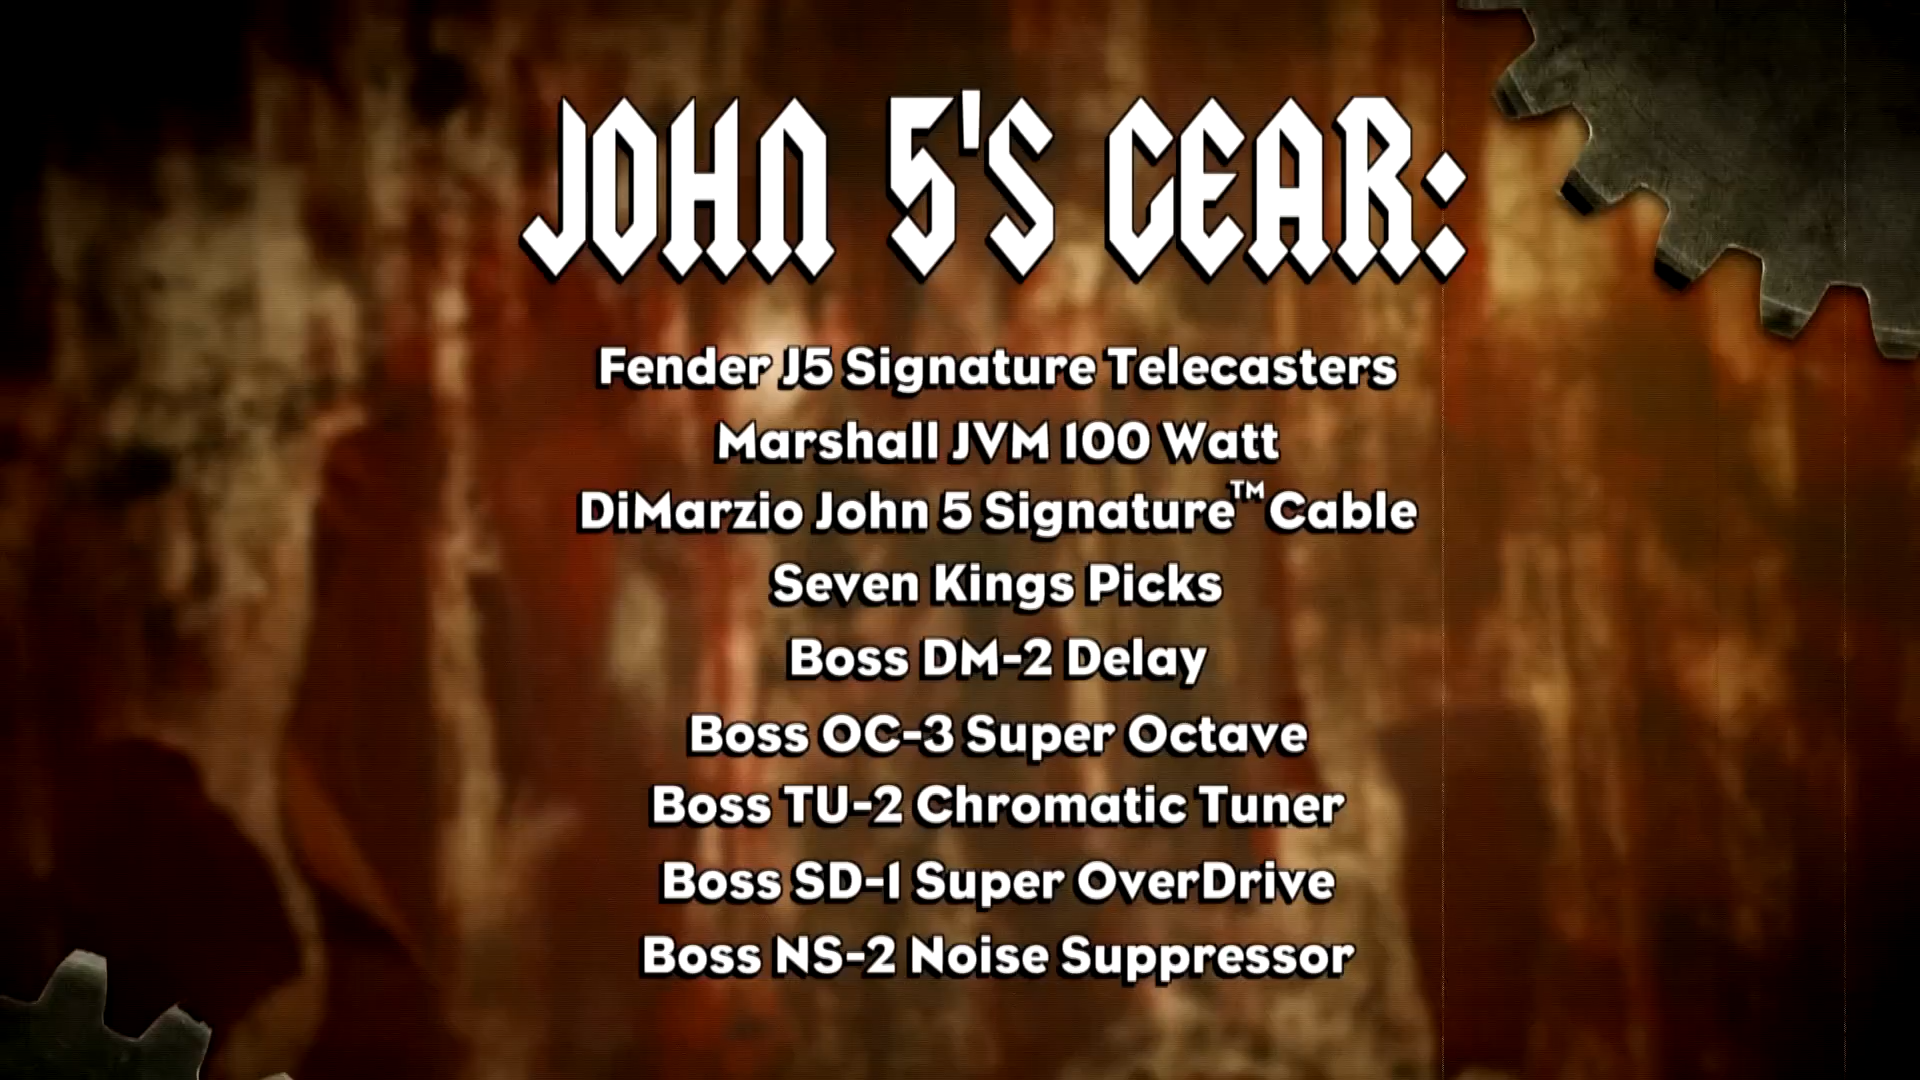 JOHN 5'S GEAR:
Fender J5 Signature Telecasters
Marshall JVM 100 Watt
DiMarzio John 5 Signature™ Cable
Seven Kings Picks
Boss DM-2 Delay
Boss OC-3 Super Octave
Boss TU-2 Chromatic Tuner
Boss SD-1 Super OverDrive
Boss NS-2 Noise Suppressor